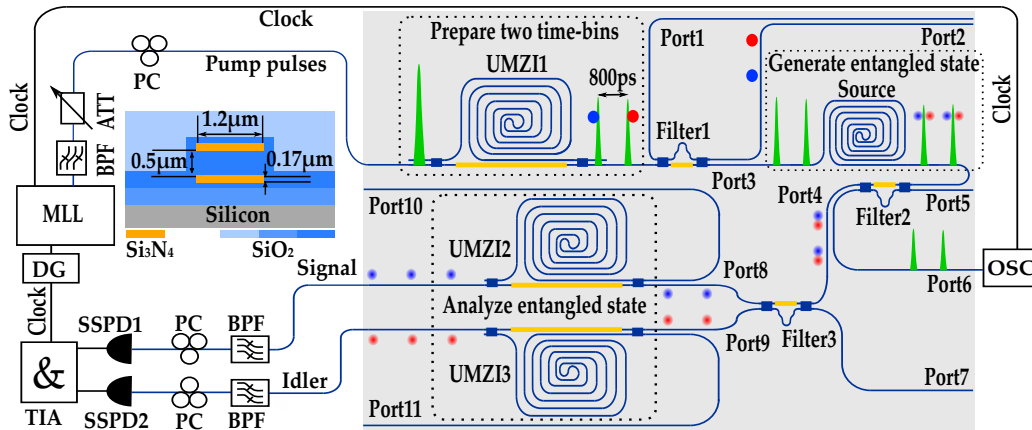 Clock
Prepare two time-bins
Port1
Port2
PC
Pump pulses
UMZI1
800ps
Generate entangled state
Source
Clock
Clock
ATT
BPF
1.2μm
0.5μm
0.17μm
Filter1
Port3
Port4
Port5
Filter2
MLL
Silicon
Si3N4
SiO2
Port10
UMZI2
Port6
OSC
DG
Signal
Port8
Analyze entangled state
Clock
SSPD1
PC
BPF
Port9
Filter3
&
Idler
UMZI3
Port7
TIA
SSPD2
PC
BPF
Port11